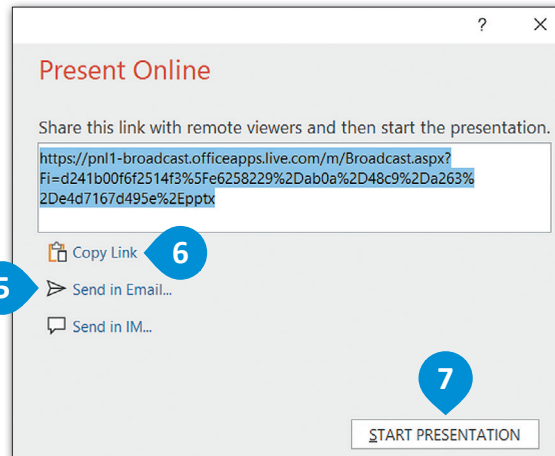 ?
Present Online
Share this link with remote viewers and then start the presentation.
https://pnl1-broadcast.officeapps.live.com/m/Broadcast.aspx?
Fi=d241b00f6f2514f3%5Fe6258229%2Dab0a%2D48c9%2Da263%
2De4d7167d495e%2Epptx
Copy Link 6
5 Send in Email...
Send in IM...
7
START PRESENTATION